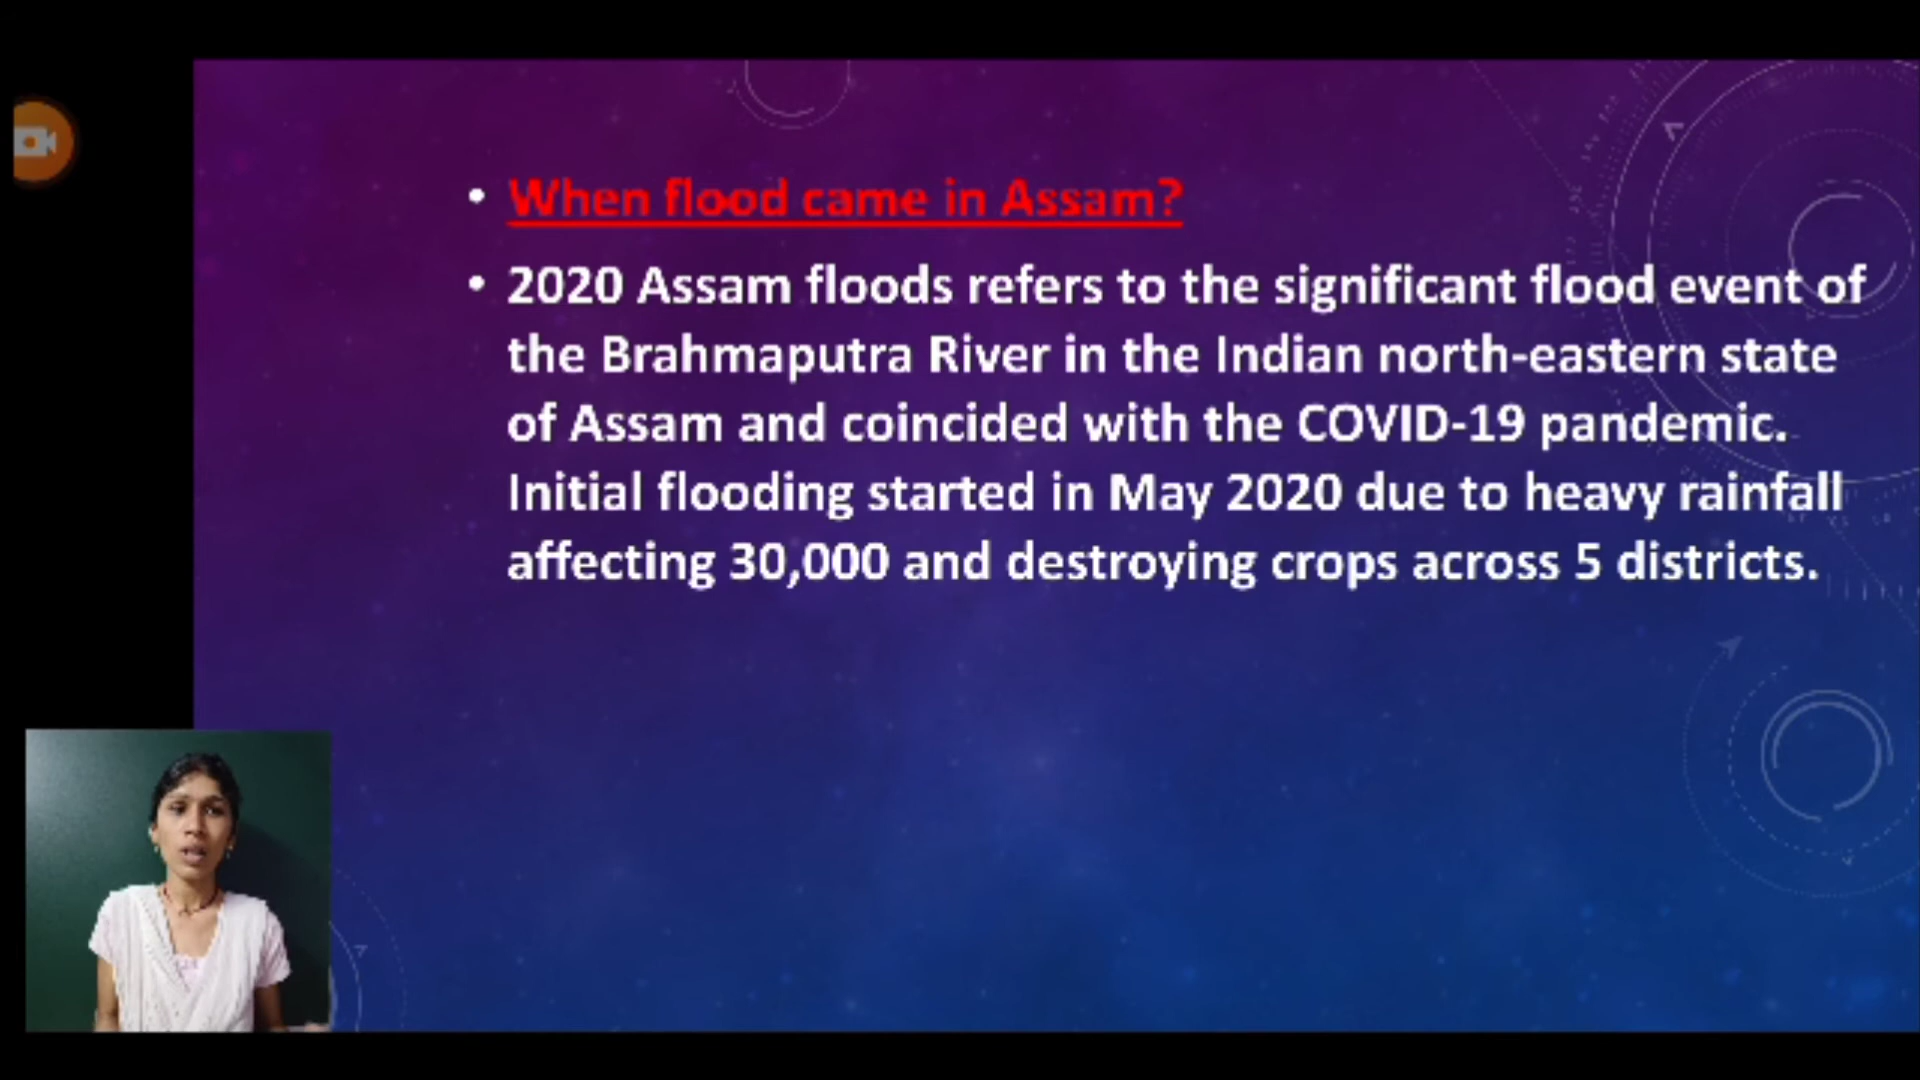 • When flood came in Assam?
• 2020 Assam floods refers to the significant flood event of
the Brahmaputra River in the Indian north-eastern state
of Assam and coincided with the COVID-19 pandemic.
Initial flooding started in May 2020 due to heavy rainfall
affecting 30,000 and destroying crops across 5 districts.